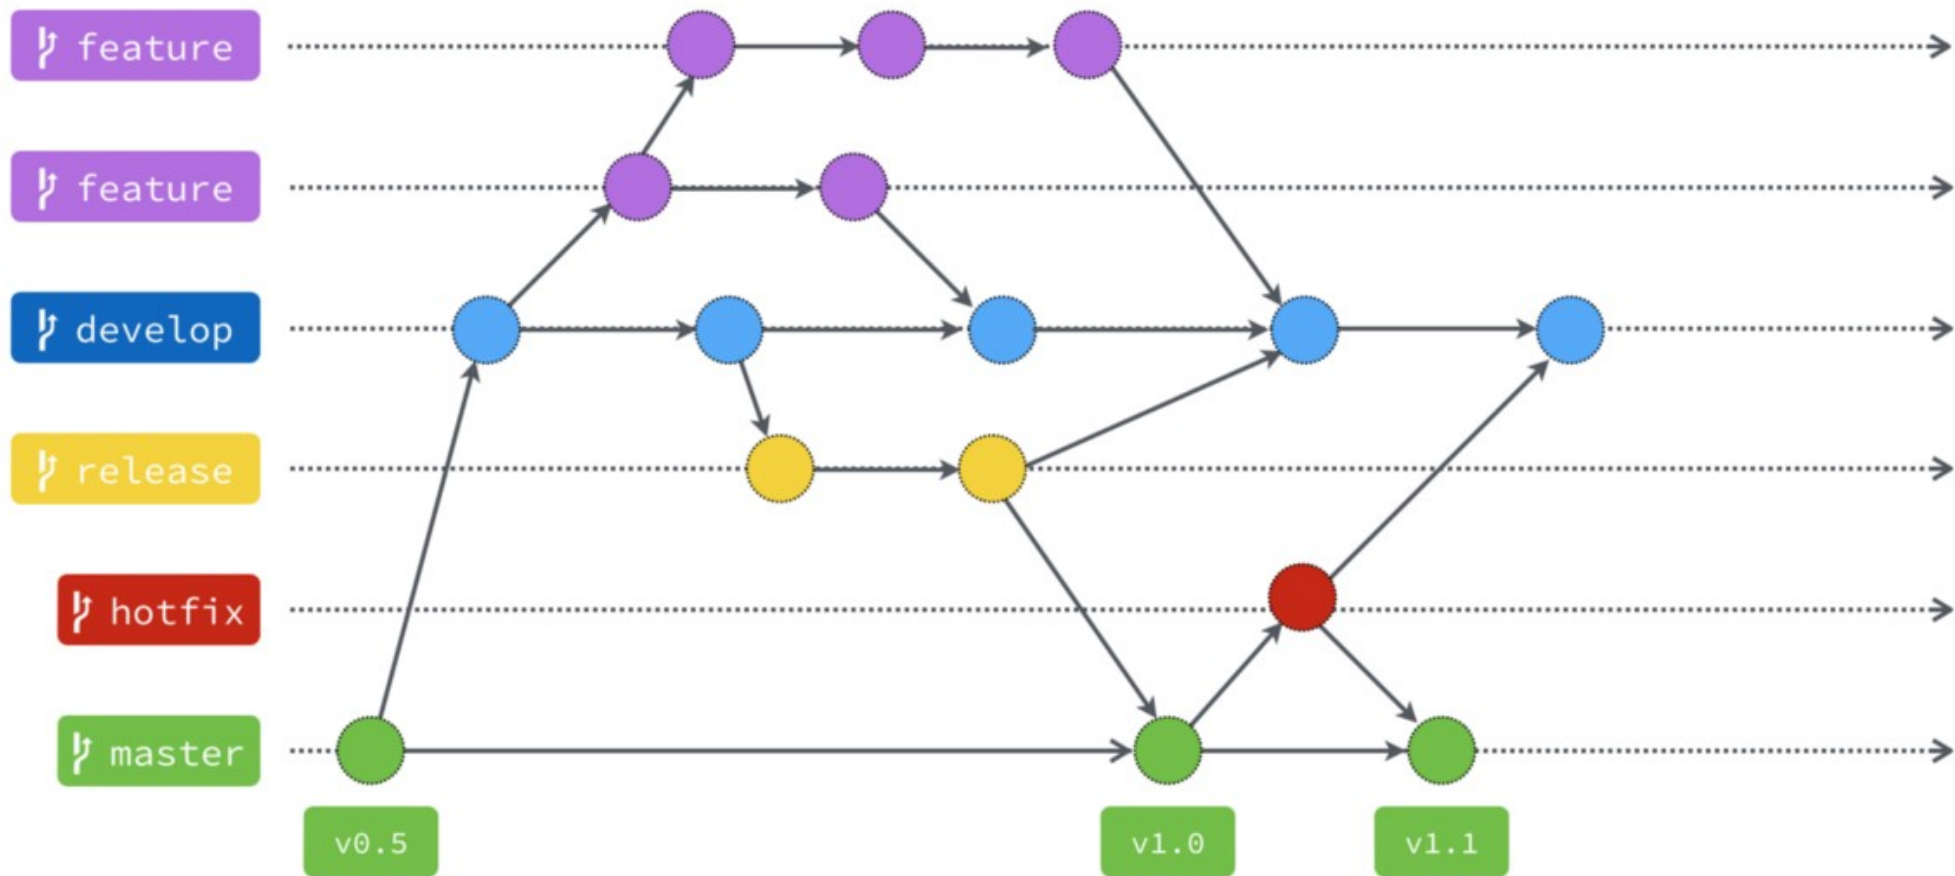 feature
feature
develop
release
hotfix
master
v0.5
v1.0
v1.1